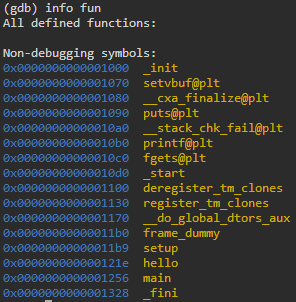 (gdb) info fun
All defined functions:

Non-debugging symbols:
0x0000000000001000  _init
0x0000000000001070  setvbuf@plt
0x0000000000001080  __cxa_finalize@plt
0x0000000000001090  puts@plt
0x00000000000010a0  __stack_chk_fail@plt
0x00000000000010b0  printf@plt
0x00000000000010c0  fgets@plt
0x00000000000010d0  _start
0x0000000000001100  deregister_tm_clones
0x0000000000001130  register_tm_clones
0x0000000000001170  __do_global_dtors_aux
0x00000000000011b0  frame_dummy
0x00000000000011b9  setup
0x000000000000121e  hello
0x0000000000001256  main
0x0000000000001328  _fini